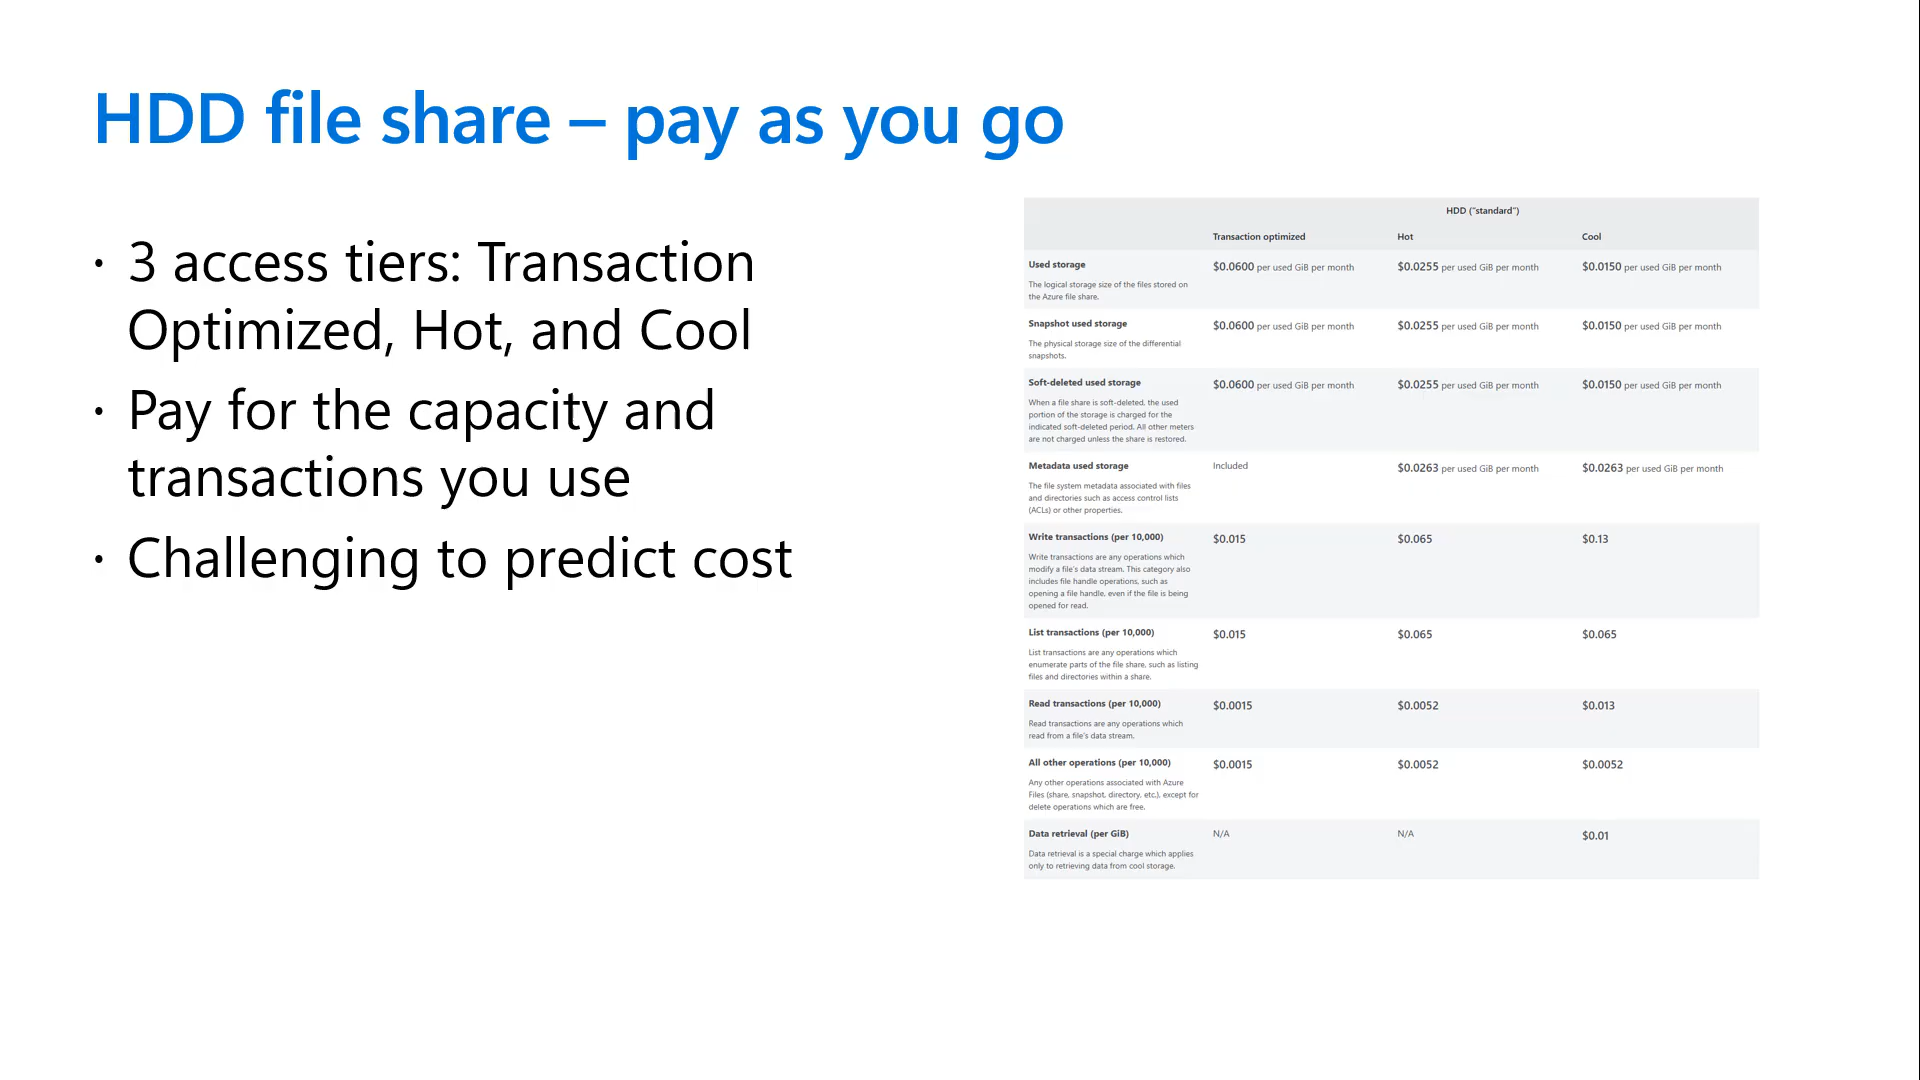 HDD file share – pay as you go
· 3 access tiers: Transaction
Optimized, Hot, and Cool
· Pay for the capacity and
transactions you use
· Challenging to predict cost
HDD ("standard")
Transaction optimized Hot Cool
Used storage $0.0600 per used GiB per month $0.0255 per used GiB per month $0.0150 per used GiB per month
The logical storage size of the files stored on
the Azure file share.
Snapshot used storage $0.0600 per used GiB per month $0.0255 per used GiB per month $0.0150 per used GiB per month
The physical storage size of the differential
snapshots.
Soft-deleted used storage $0.0600 per used GiB per month $0.0255 per used GiB per month $0.0150 per used GiB per month
When a file share is soft-deleted, the used
portion of the storage is charged for the
indicated soft-deleted period. All other meters
are not charged unless the share is restored.
Metadata used storage Included $0.0263 per used GiB per month $0.0263 per used GiB per month
The file system metadata associated with files
and directories such as access control lists
(ACLs) or other properties.
Write transactions (per 10,000) $0.015 $0.065 $0.13
Write transactions are any operations which
modify a file's data stream. This category also
includes file handle operations, such as
opening a file handle, even if the file is being
opened for read.
List transactions (per 10,000) $0.015 $0.065 $0.065
List transactions are any operations which
enumerate parts of the file share, such as listing
files and directories within a share.
Read transactions (per 10,000) $0.0015 $0.0052 $0.013
Read transactions are any operations which
read from a file's data stream.
All other operations (per 10,000) $0.0015 $0.0052 $0.0052
Any other operations associated with Azure
Files (share, snapshot, directory, etc.), except for
delete operations which are free.
Data retrieval (per GiB) N/A N/A $0.01
Data retrieval is a special charge which applies
only to retrieving data from cool storage.